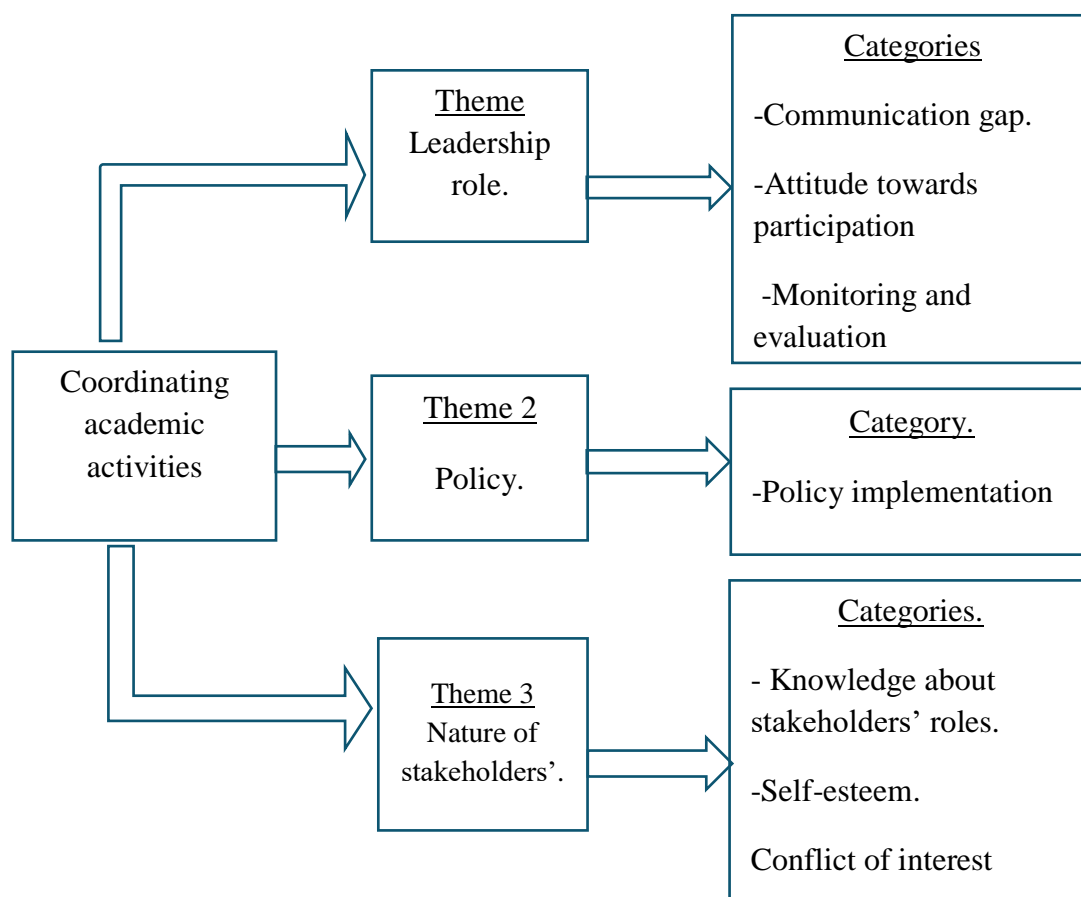 Coordinating
academic
activities
Theme
Leadership
role.
Categories
-Communication gap.
-Attitude towards
participation
-Monitoring and
evaluation
Theme 2
Policy.
Category.
-Policy implementation
Theme 3
Nature of
stakeholders’.
Categories.
- Knowledge about
stakeholders’ roles.
-Self-esteem.
Conflict of interest